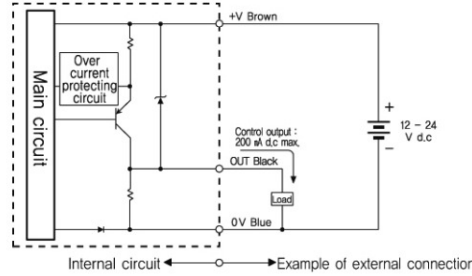 +V Brown
Over
current
protecting
circuit
Main circuit
+
12 - 24
V d.c
−
Control output :
200 mA d.c max.
OUT Black
Load
0V Blue
Internal circuit
Example of external connection